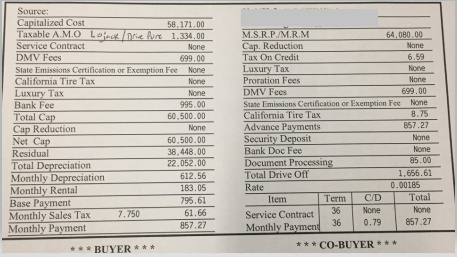 Source:
Capitalized Cost 58,171.00
Taxable A.M.O Lojack/Drive Pure 1,334.00
Service Contract None
DMV Fees 699.00
State Emissions Certification or Exemption Fee None
California Tire Tax None
Luxury Tax None
Bank Fee 995.00
Total Cap 60,500.00
Cap Reduction None
Net Cap 60,500.00
Residual 38,448.00
Total Depreciation 22,052.00
Monthly Depreciation 612.56
Monthly Rental 183.05
Base Payment 795.61
Monthly Sales Tax 7.750 61.66
Monthly Payment 857.27
*** BUYER ***
M.S.R.P./M.R.M 64,080.00
Cap. Reduction None
Tax On Credit 6.59
Luxury Tax None
Proration Fees None
DMV Fees 699.00
State Emissions Certification or Exemption Fee None
California Tire Tax 8.75
Advance Payments 857.27
Security Deposit None
Bank Doc Fee None
Document Processing 85.00
Total Drive Off 1,656.61
Rate 0.00185
Item Term C/D Total
Service Contract 36 None None
Monthly Payment 36 0.79 857.27
*** CO-BUYER ***